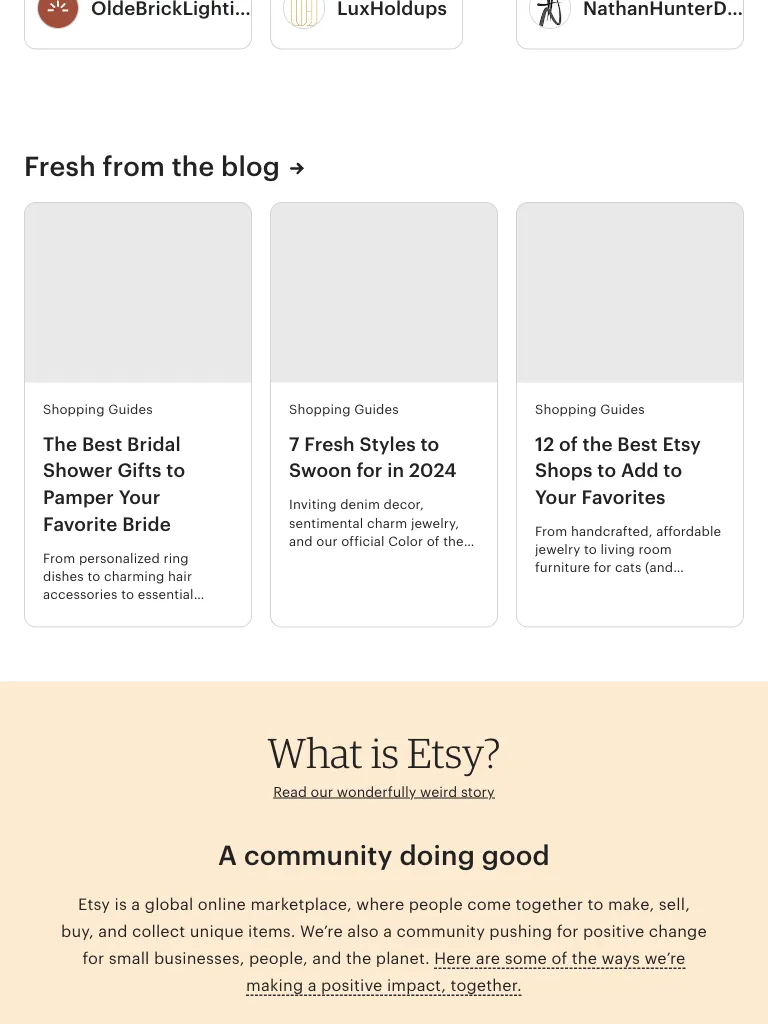 OldeBrickLighti...
LuxHoldups
NathanHunterD...
Fresh from the blog →
Shopping Guides
The Best Bridal
Shower Gifts to
Pamper Your
Favorite Bride
From personalized ring
dishes to charming hair
accessories to essential...
Shopping Guides
7 Fresh Styles to
Swoon for in 2024
Inviting denim decor,
sentimental charm jewelry,
and our official Color of the...
Shopping Guides
12 of the Best Etsy
Shops to Add to
Your Favorites
From handcrafted, affordable
jewelry to living room
furniture for cats (and...
What is Etsy?
Read our wonderfully weird story
A community doing good
Etsy is a global online marketplace, where people come together to make, sell,
buy, and collect unique items. We’re also a community pushing for positive change
for small businesses, people, and the planet. Here are some of the ways we’re
making a positive impact, together.